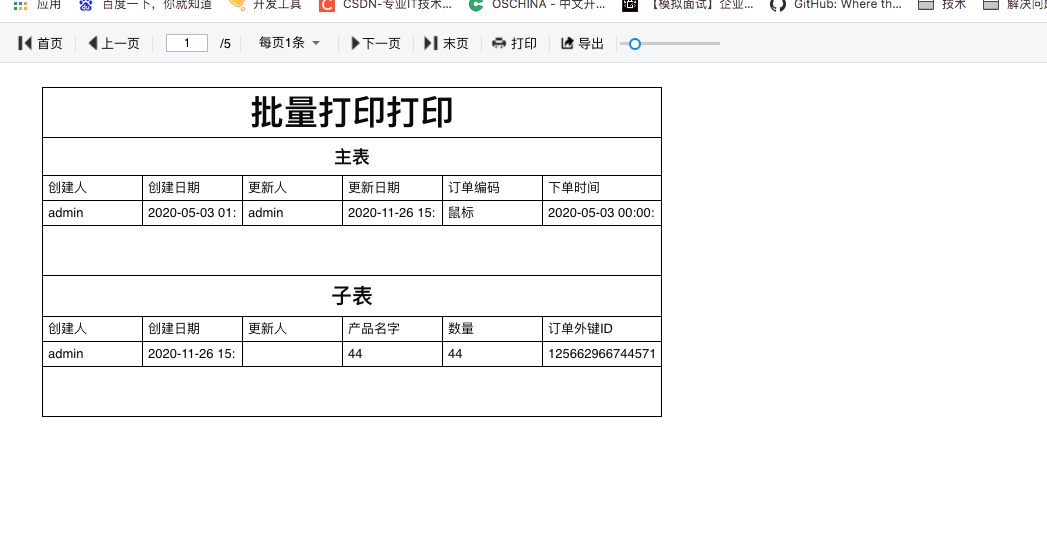 应用 百度一下，你就知道 开发工具 CSDN-专业IT技术... OSCHINA - 中文开... 【模拟面试】企业... GitHub: Where th... 技术
首页 上一页 1 /5 每页1条 下一页 末页 打印 导出
批量打印打印
主表
创建人 创建日期 更新人 更新日期 订单编码 下单时间
admin 2020-05-03 01: admin 2020-11-26 15: 鼠标 2020-05-03 00:00:
子表
创建人 创建日期 更新人 产品名字 数量 订单外键ID
admin 2020-11-26 15: 44 44 125662966744571